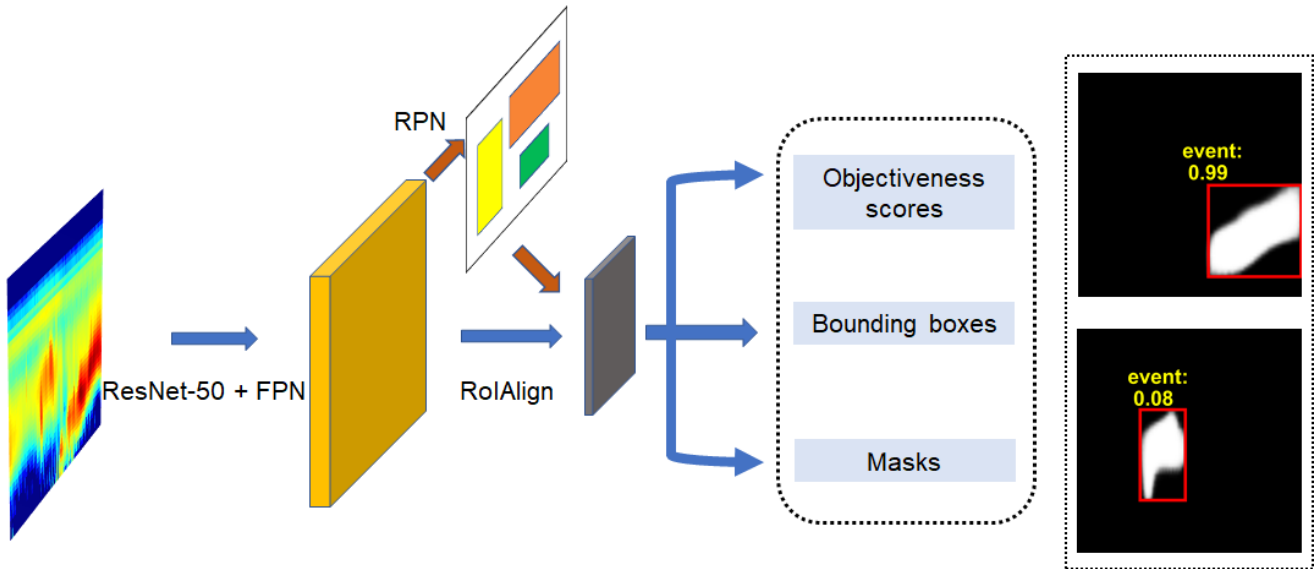 RPN
ResNet-50 + FPN
RoIAlign
Objectiveness
scores
Bounding boxes
Masks
event:
0.99
event:
0.08